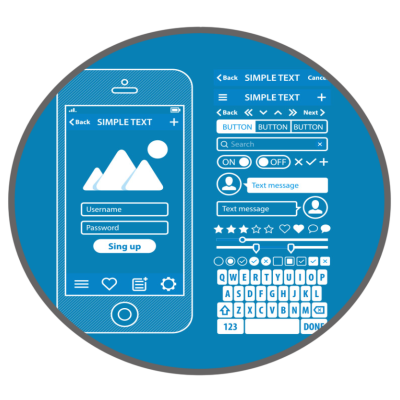 Back SIMPLE TEXT
Username
Password
Sing up
Back SIMPLE TEXT Cance
SIMPLE TEXT
Back Next
BUTTON BUTTON BUTTON
Search
ON OFF
Text message
Text message
Q W E R T Y U I O P
A S D F G H J K L
Z X C V B N M
123 DONE